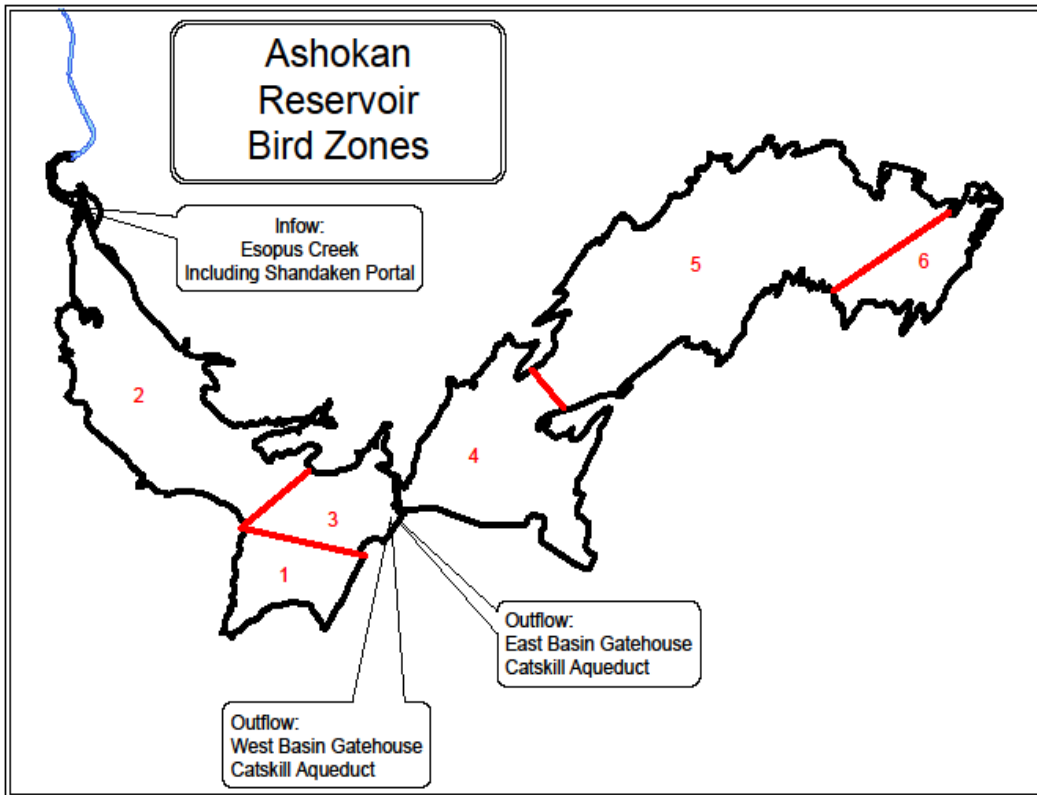 Ashokan
Reservoir
Bird Zones
Infow:
Esopus Creek
Including Shandaken Portal
5
6
2
4
3
1
Outflow:
East Basin Gatehouse
Catskill Aqueduct
Outflow:
West Basin Gatehouse
Catskill Aqueduct